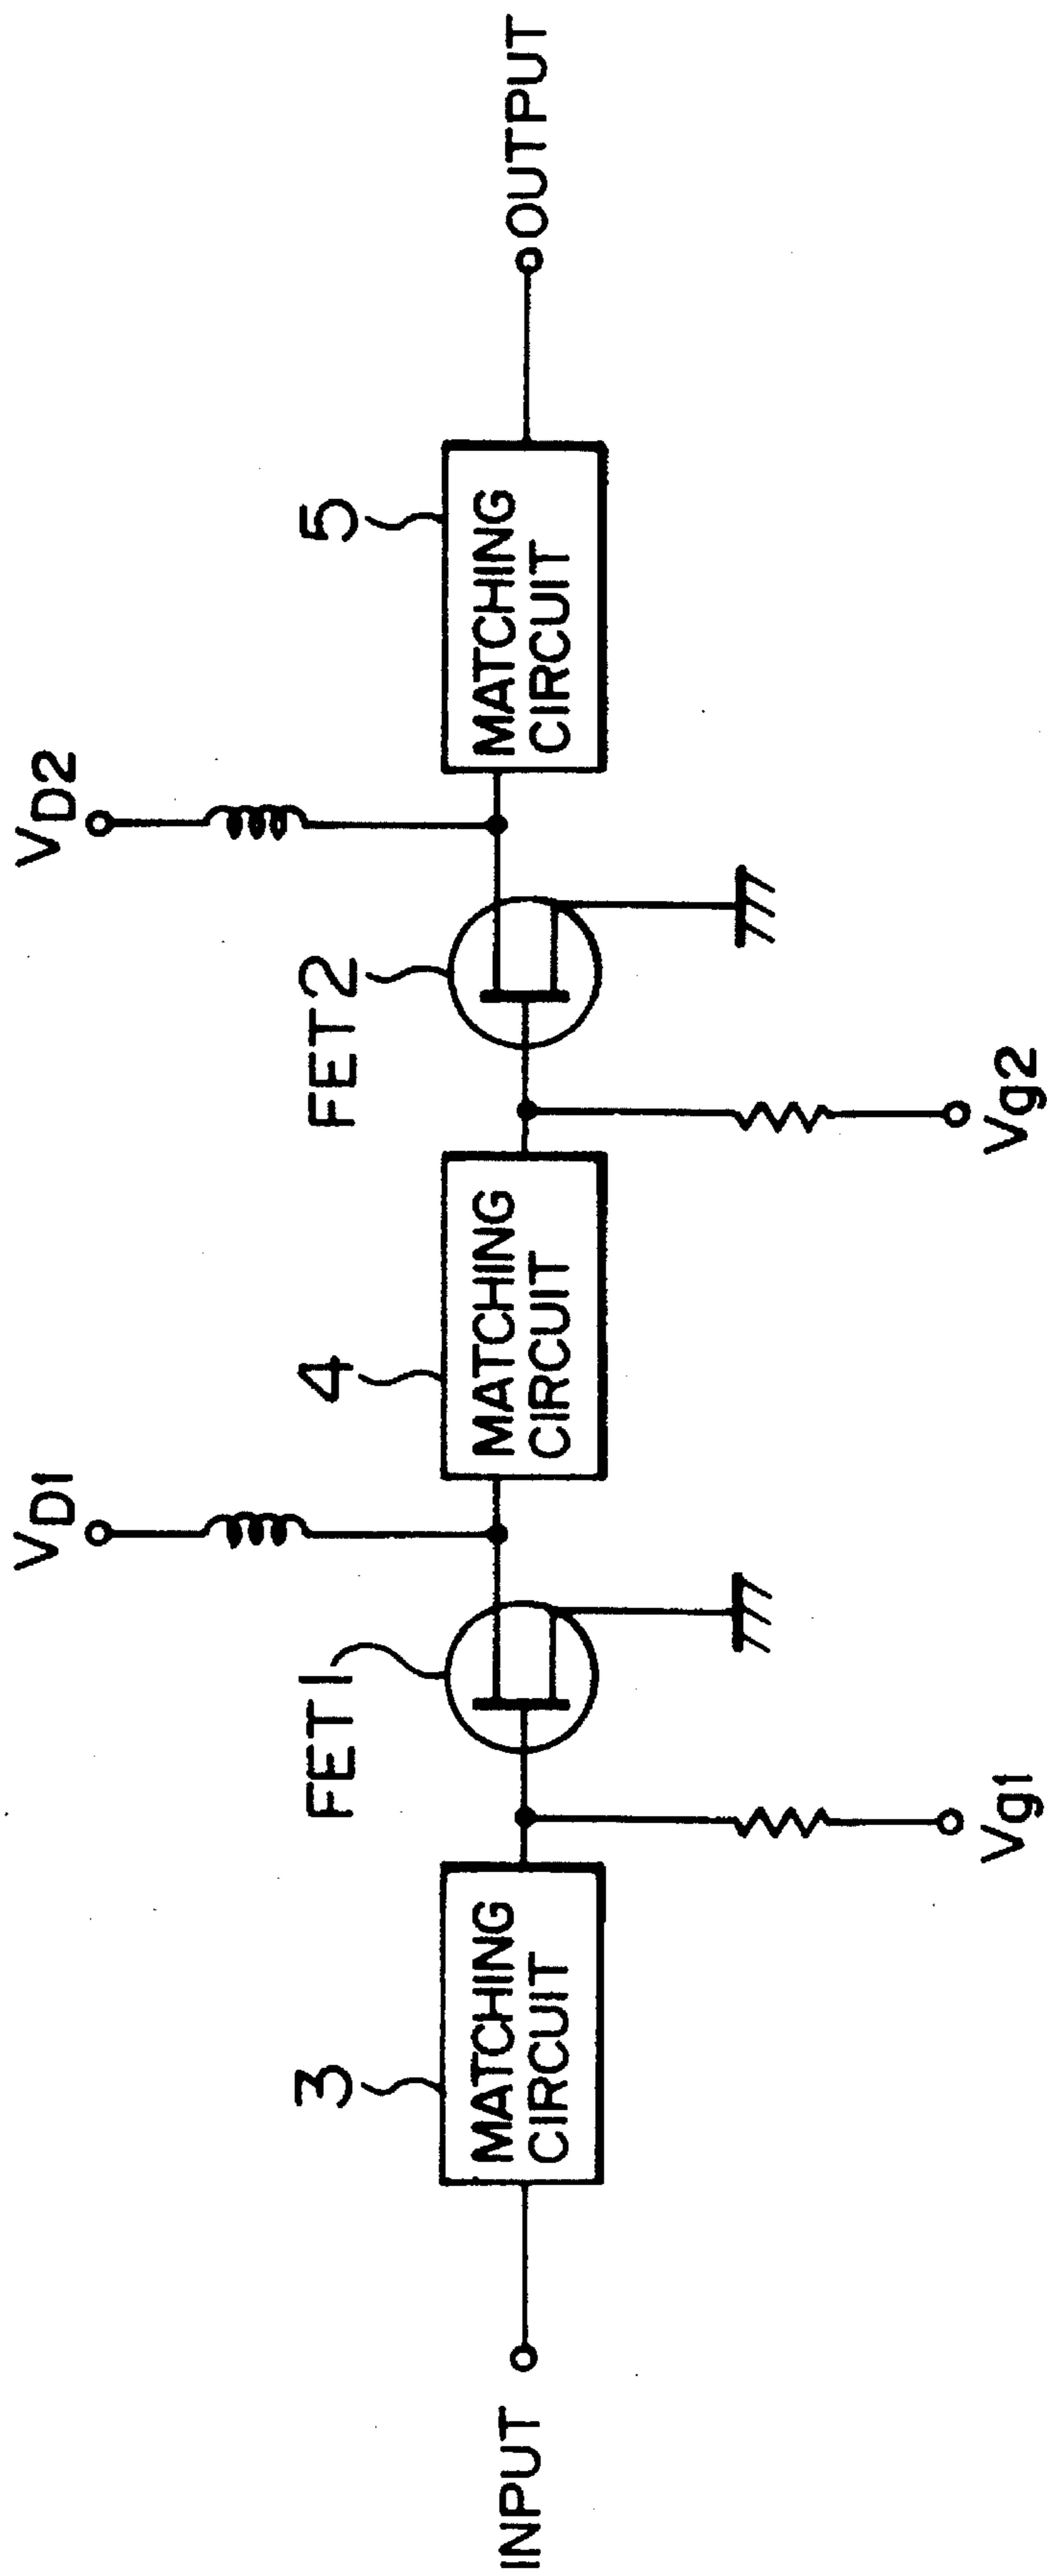 VD1
VD2
FET1
FET2
3
4
5
MATCHING
CIRCUIT
MATCHING
CIRCUIT
MATCHING
CIRCUIT
INPUT
OUTPUT
Vg1
Vg2